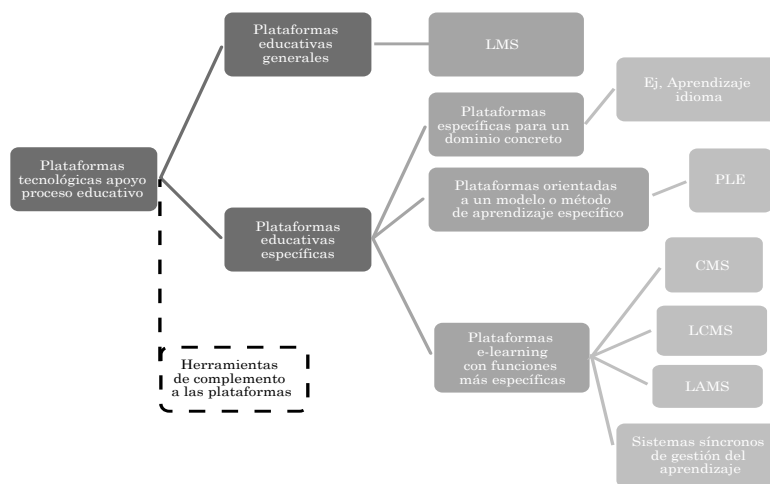 Plataformas
educativas
generales
LMS
Ej, Aprendizaje
idioma
Plataformas
específicas para un
dominio concreto
Plataformas
tecnológicas apoyo
proceso educativo
Plataformas orientadas
a un modelo o método
de aprendizaje específico
PLE
Plataformas
educativas
específicas
CMS
LCMS
Plataformas
e-learning
con funciones
más específicas
Herramientas
de complemento
a las plataformas
LAMS
Sistemas síncronos
de gestión del
aprendizaje